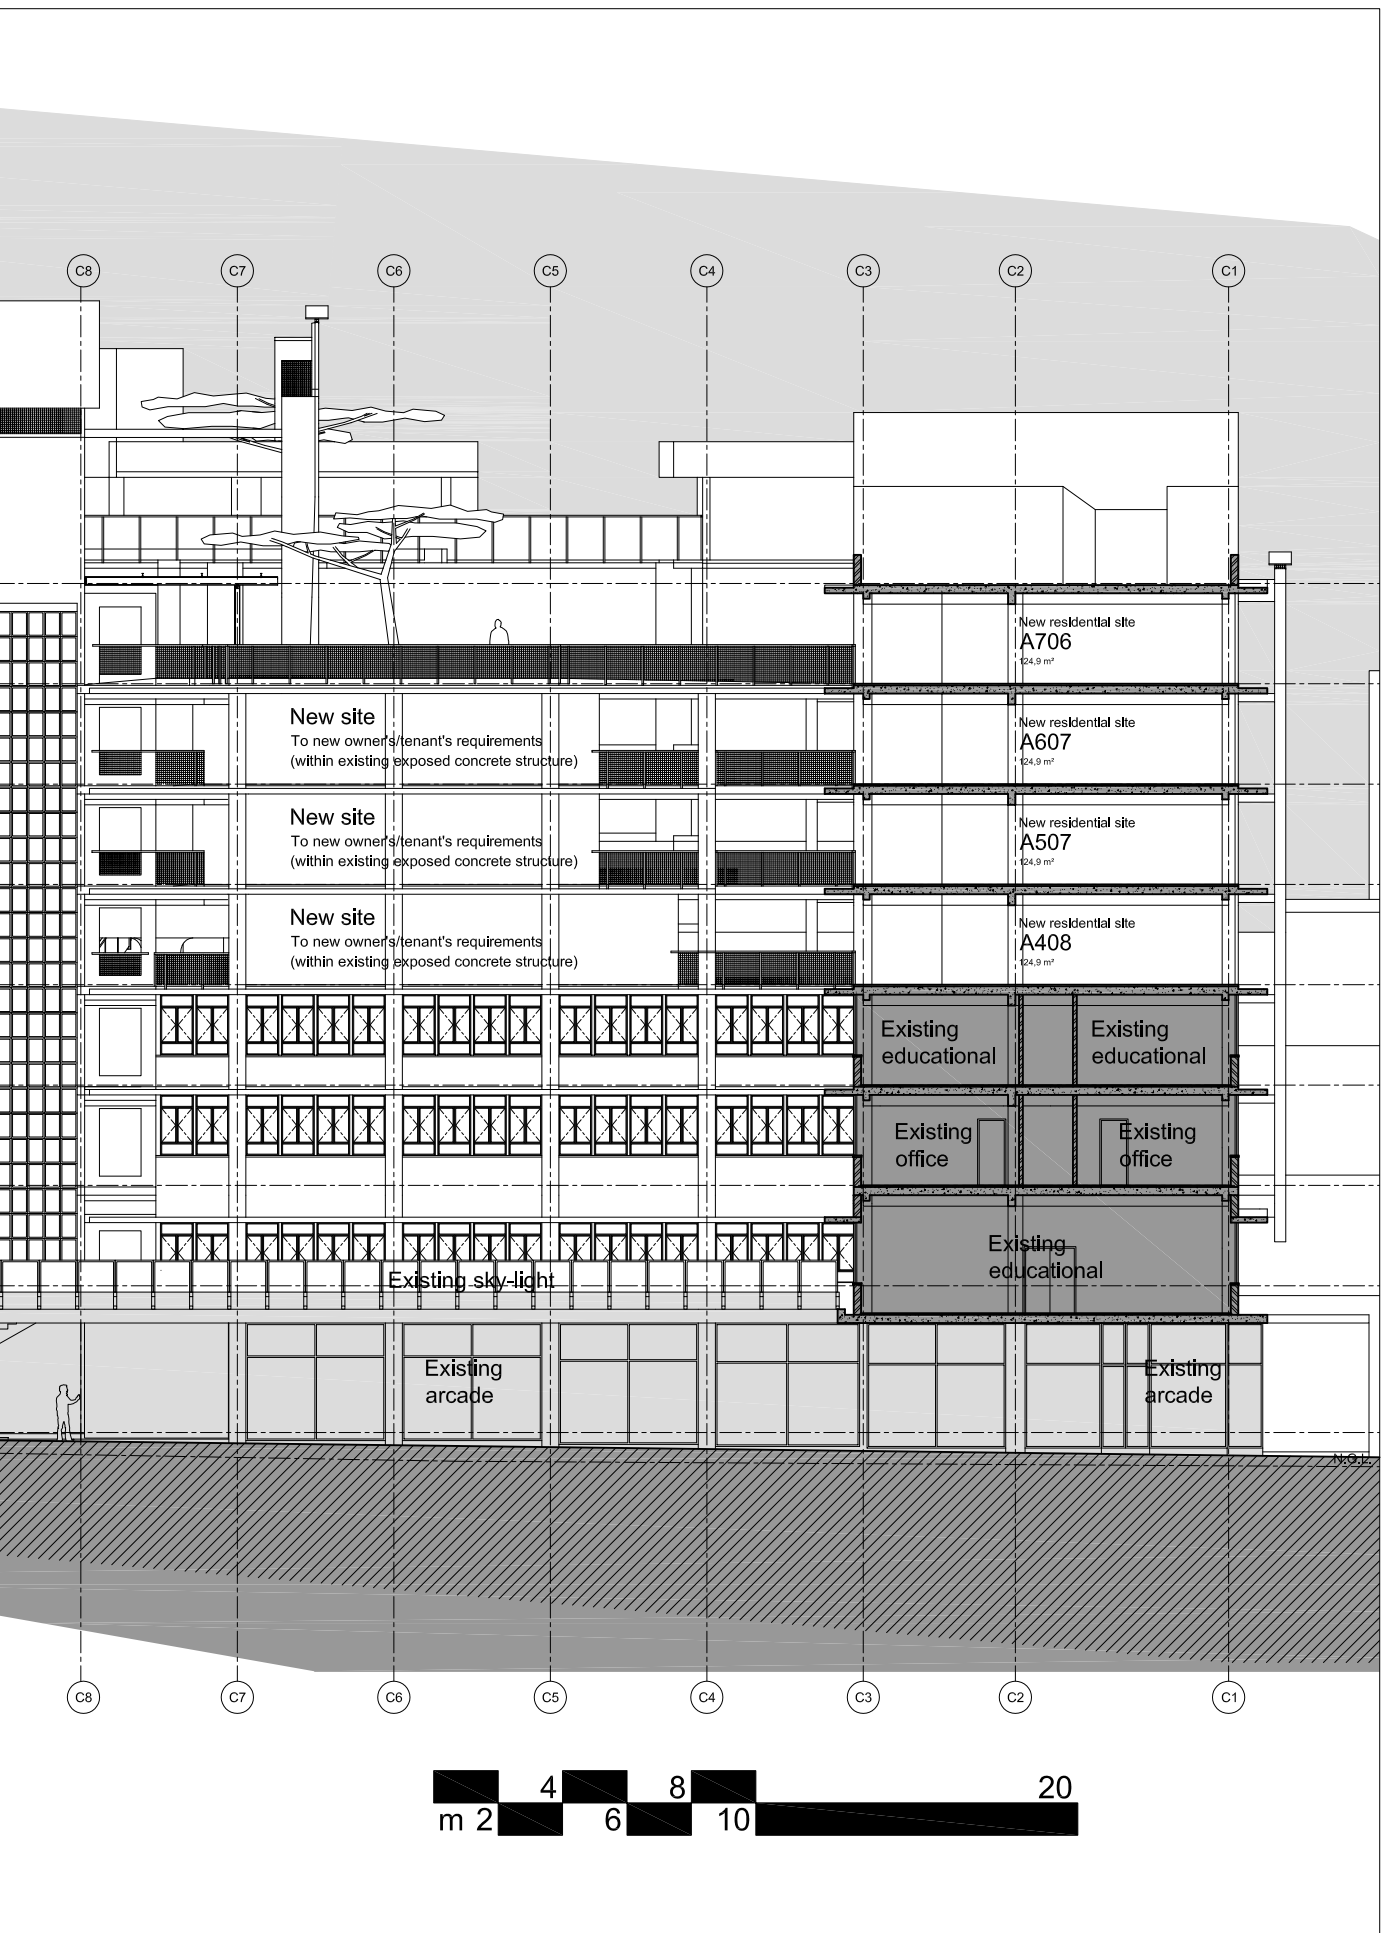 C8 C7 C6 C5 C4 C3 C2 C1
New residential site
A706
124,9 m²
New site
To new owner's/tenant's requirements
(within existing exposed concrete structure)
New residential site
A607
124,9 m²
New site
To new owner's/tenant's requirements
(within existing exposed concrete structure)
New residential site
A507
124,9 m²
New site
To new owner's/tenant's requirements
(within existing exposed concrete structure)
New residential site
A408
124,9 m²
Existing
educational
Existing
educational
Existing
office
Existing
office
Existing
educational
Existing sky-light
Existing
arcade
Existing
arcade
N.G.L.
C8 C7 C6 C5 C4 C3 C2 C1
4 8 20
m 2 6 10